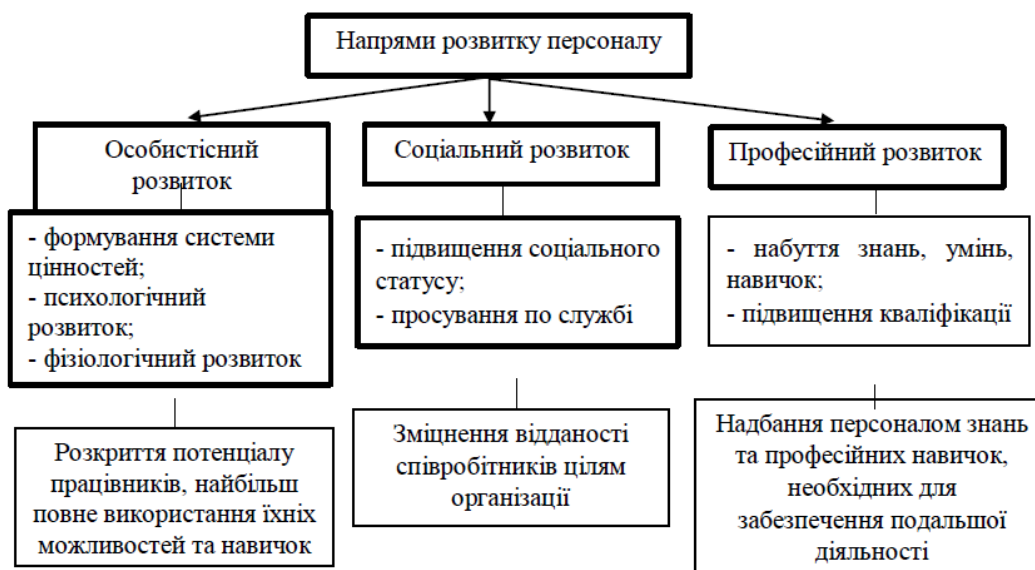 Напрями розвитку персоналу
Особистісний
розвиток
Соціальний розвиток
Професійний розвиток
- формування системи
цінностей;
- психологічний
розвиток;
- фізіологічний розвиток
- підвищення соціального
статусу;
- просування по службі
- набуття знань, умінь,
навичок;
- підвищення кваліфікації
Розкриття потенціалу
працівників, найбільш
повне використання їхніх
можливостей та навичок
Зміцнення відданості
співробітників цілям
організації
Надбання персоналом знань
та професійних навичок,
необхідних для
забезпечення подальшої
діяльності